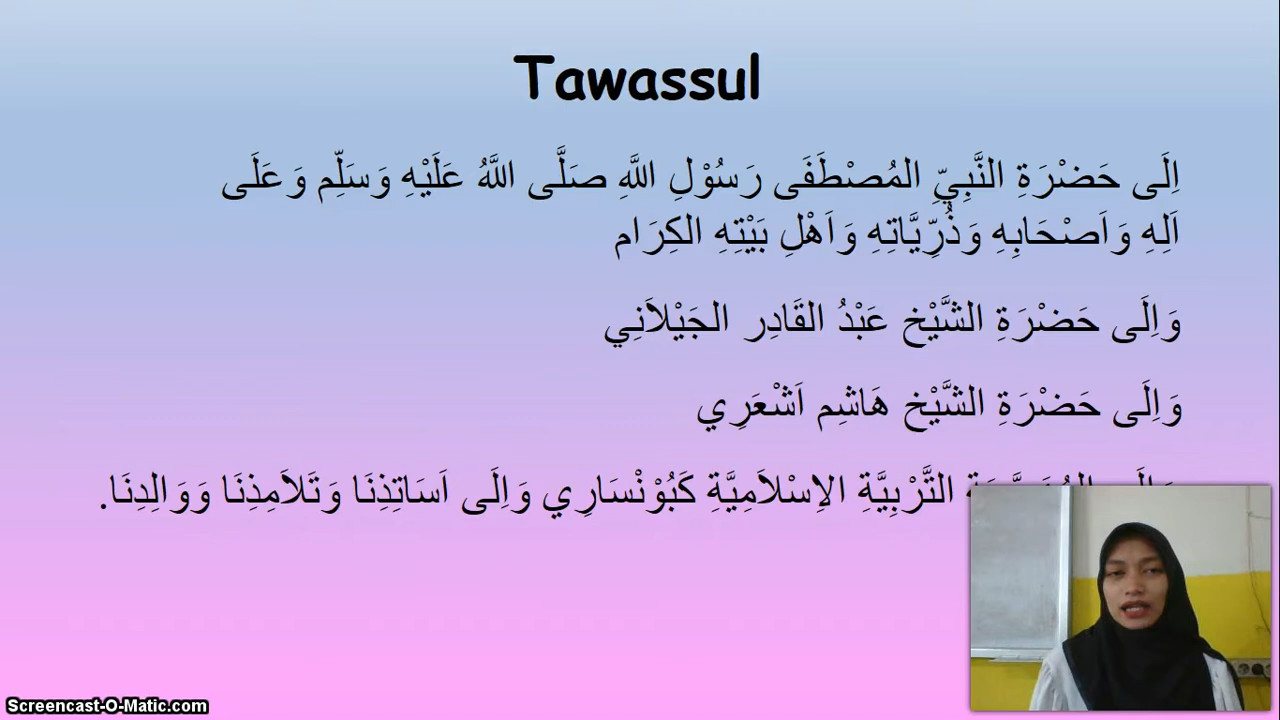 Tawassul
اِلَى حَضْرَةِ النَّبِيِّ المُصْطَفَى رَسُوْلِ اللَّهِ صَلَّى اللَّهُ عَلَيْهِ وَسَلِّم وَعَلَى
اَلِهِ وَاَصْحَابِهِ وَذُرِّيَّاتِهِ وَاَهْلِ بَيْتِهِ الكِرَام
وَاِلَى حَضْرَةِ الشَّيْخ عَبْدُ القَادِر الجَيْلاَنِي
وَاِلَى حَضْرَةِ الشَّيْخ هَاشِم اَشْعَرِي
التَّرْبِيَّةِ الاِسْلاَمِيَّةِ كَبُوْنْسَارِي وَاِلَى اَسَاتِذِنَا وَتَلاَمِذِنَا وَوَالِدِنَا.
Screencast-O-Matic.com